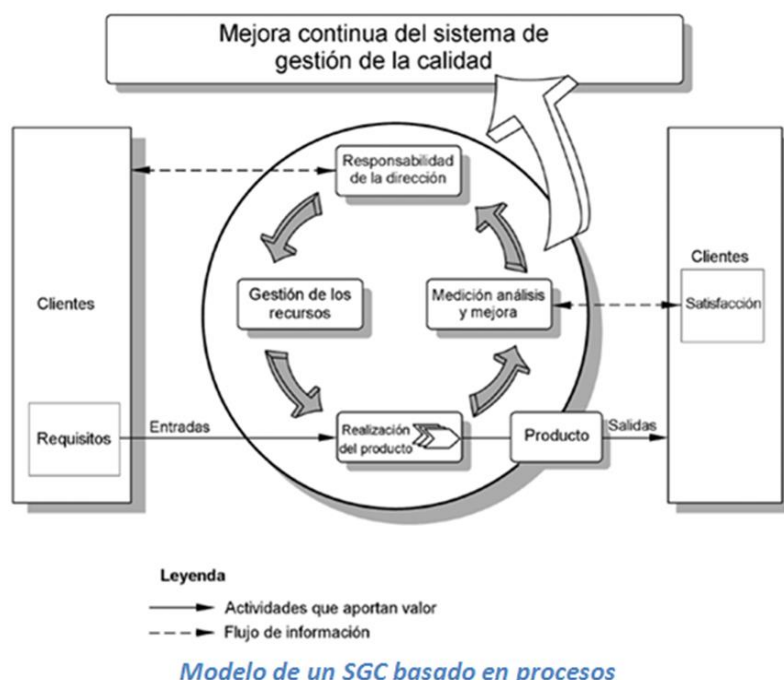 Mejora continua del sistema de
gestión de la calidad
Responsabilidad
de la dirección
Clientes
Gestión de los
recursos
Medición análisis
y mejora
Clientes
Satisfacción
Requisitos
Entradas
Realización
del producto
Producto
Salidas
Leyenda
Actividades que aportan valor
Flujo de información
Modelo de un SGC basado en procesos